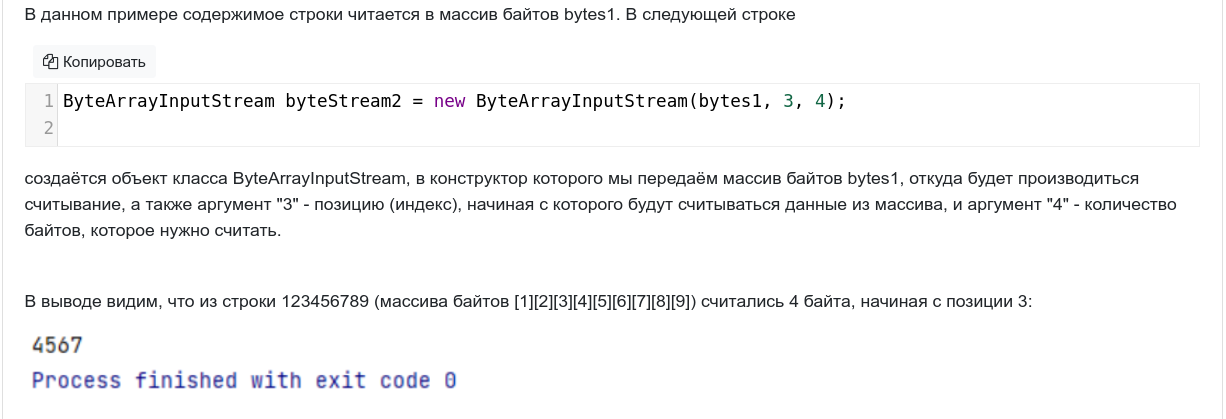 В данном примере содержимое строки читается в массив байтов bytes1. В следующей строке
Копировать
1 ByteArrayInputStream byteStream2 = new ByteArrayInputStream(bytes1, 3, 4);
2
создаётся объект класса ByteArrayInputStream, в конструктор которого мы передаём массив байтов bytes1, откуда будет производиться
считывание, а также аргумент "3" - позицию (индекс), начиная с которого будут считываться данные из массива, и аргумент "4" - количество
байтов, которое нужно считать.
В выводе видим, что из строки 123456789 (массива байтов [1][2][3][4][5][6][7][8][9]) считались 4 байта, начиная с позиции 3:
4567
Process finished with exit code 0